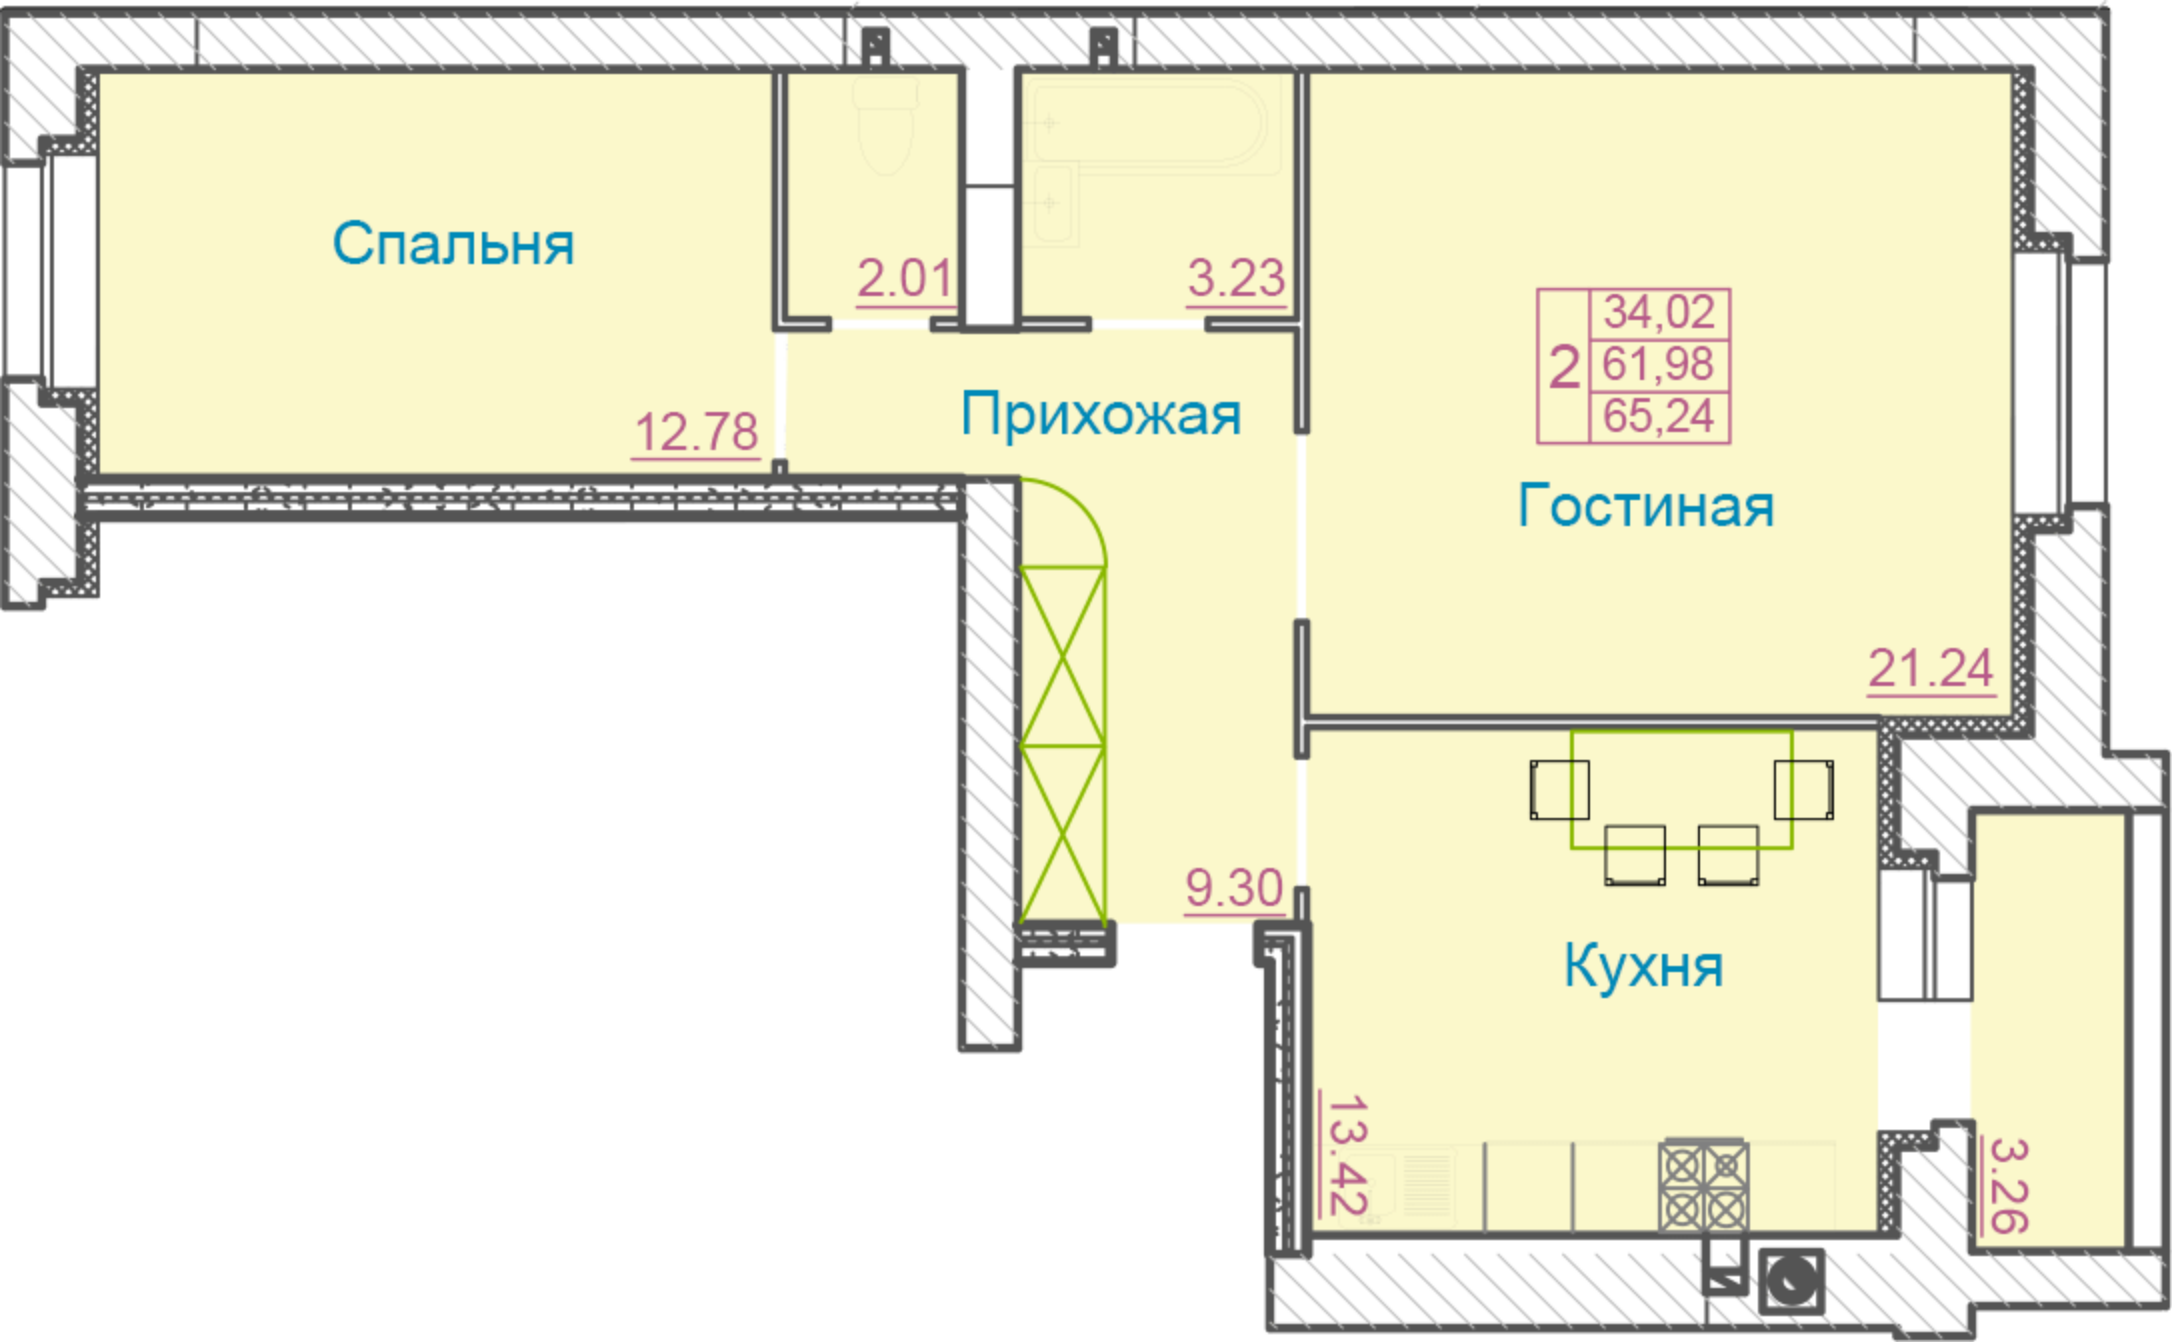 Спальня
2.01
3.23
34,02
2
61,98
65,24
Прихожая
12.78
Гостиная
21.24
9.30
Кухня
13.42
3.26